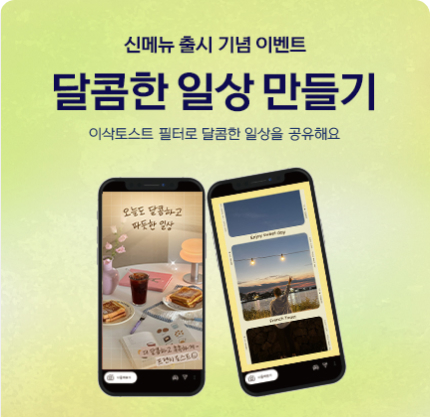 신메뉴 출시 기념 이벤트
달콤한 일상 만들기
이삭토스트 필터로 달콤한 일상을 공유해요
오늘도 달콤하고
따뜻한 일상
Enjoy sweet day